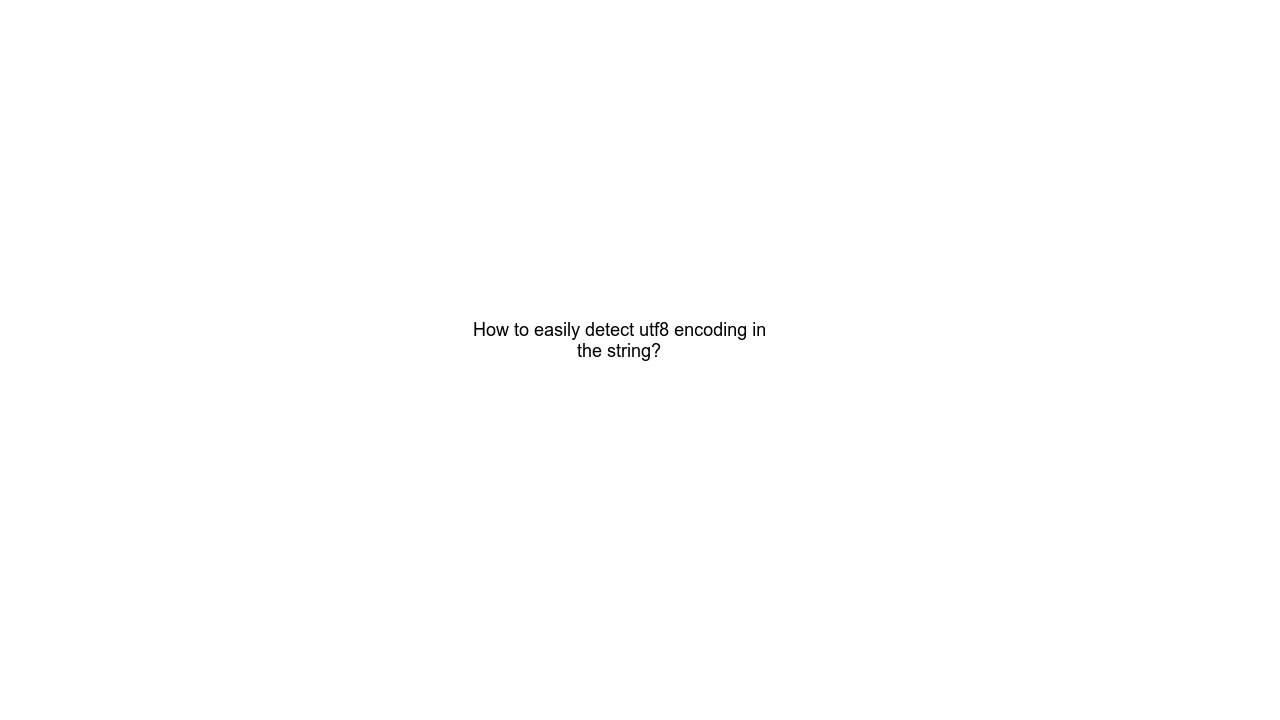 How to easily detect utf8 encoding in
the string?